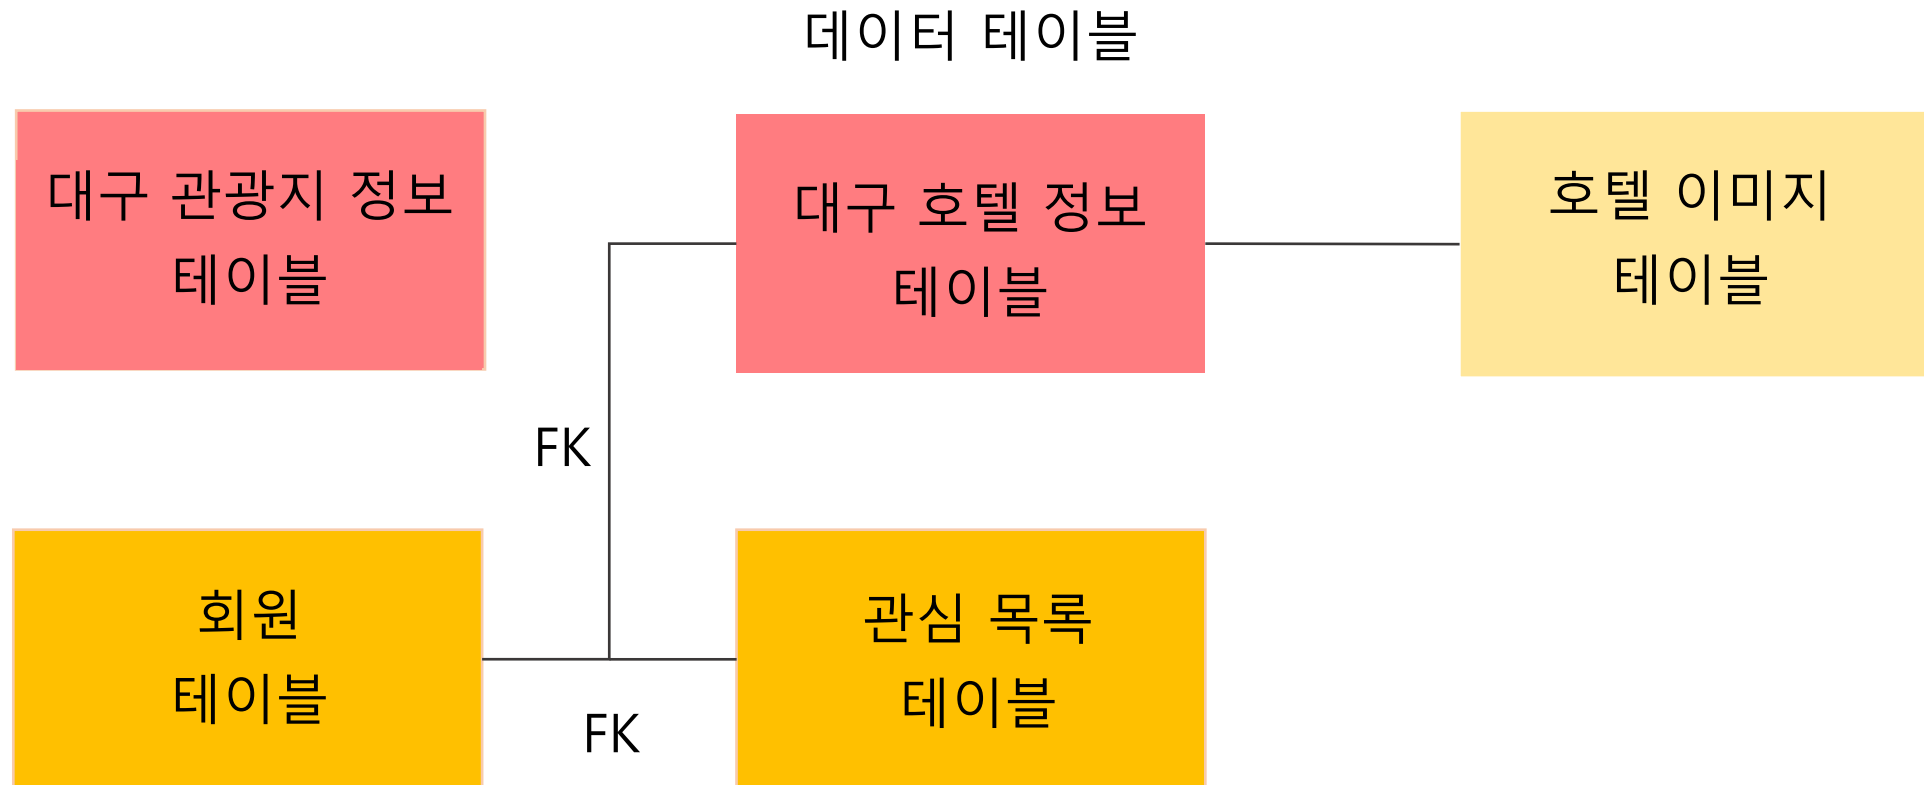 데이터 테이블
대구 관광지 정보
테이블
대구 호텔 정보
테이블
호텔 이미지
테이블
FK
회원
테이블
관심 목록
테이블
FK